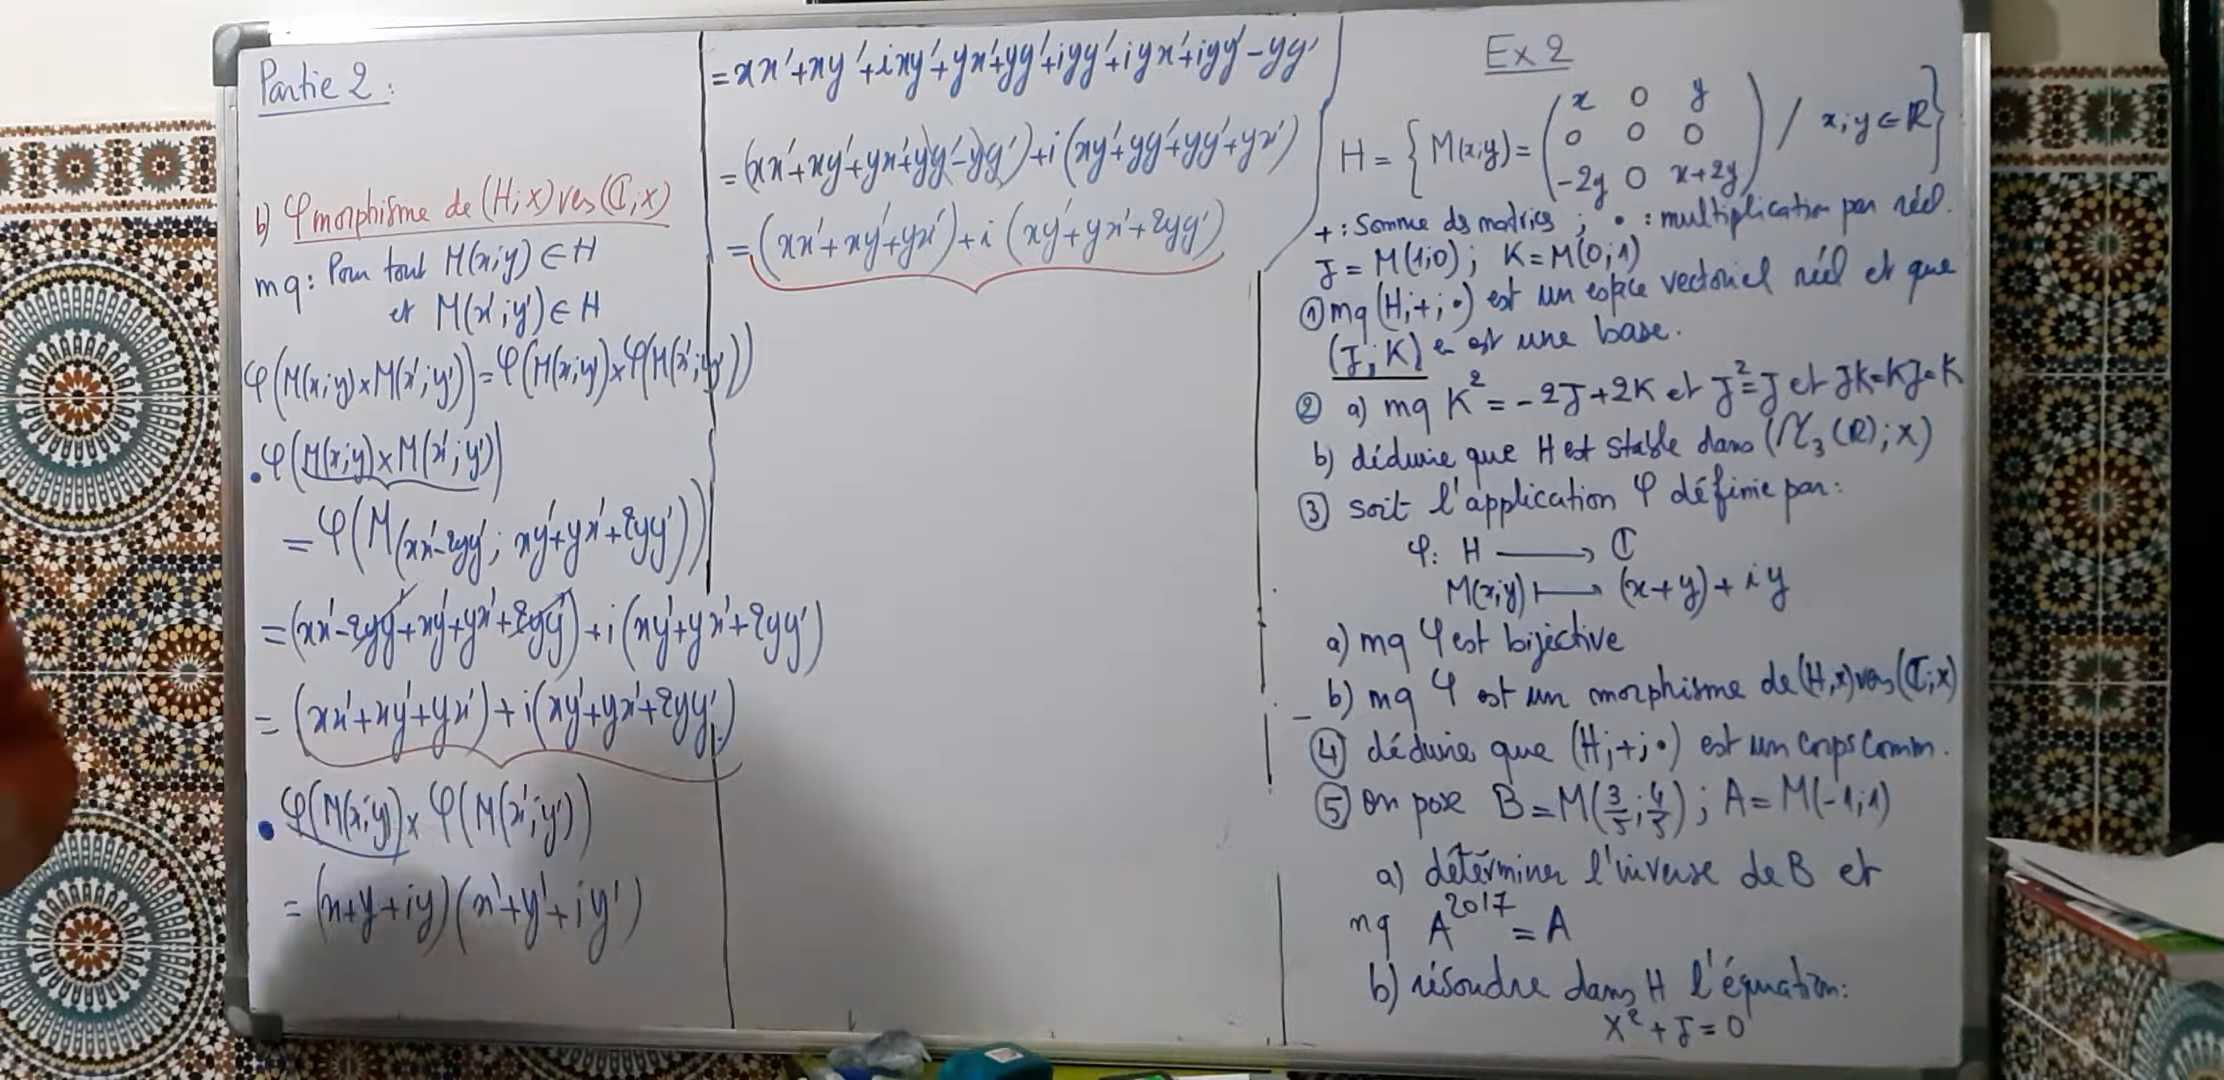 Partie 2 :
b) φ morphisme de (H;x) vers (ℂ;x)
mq : Pour tout M(x;y) ∈ H
et M(x';y') ∈ H
φ(M(x;y) x M(x';y')) = φ(M(x;y)) x φ(M(x';y'))
• φ(M(x;y) x M(x';y'))
= φ(M(xx'-2yy' ; xy'+yx'+2yy'))
= (xx'-2yy'+xy'+yx'+2yy') + i(xy'+yx'+2yy')
= (xx'+xy'+yx') + i(xy'+yx'+2yy')
• φ(M(x;y)) x φ(M(x';y'))
= (x+y+iy)(x'+y'+iy')
= xx'+xy'+ixy'+yx'+yy'+iyy'+iyx'+iyy'-yy'
= (xx'+xy'+yx'+yy'-yy') + i(xy'+yy'+yy'+yx')
= (xx'+xy'+yx') + i(xy'+yx'+2yy')
Ex 2
x 0 y
H = { M(x;y) = ( 0 0 0 ) / x;y ∈ ℝ }
-2y 0 x+2y
+ : Somme ds matrices ; • : multiplication par réel.
J = M(1;0) ; K = M(0;1)
① mq (H;+;•) est un espace vectoriel réel et que
(J;K) en est une base.
② a) mq K² = -2J+2K et J²=J et JK=KJ=K
b) déduire que H est stable dans (M₃(ℝ);x)
③ soit l'application φ définie par :
φ: H ⟶ ℂ
M(x;y) ⟼ (x+y)+iy
a) mq φ est bijective
b) mq φ est un morphisme de (H,x) vers (ℂ;x)
④ déduire que (H;+;•) est un corps comm.
⑤ on pose B = M(3/5 ; 4/5) ; A = M(-1;1)
a) déterminer l'inverse de B et
mq A²⁰¹⁷ = A
b) résoudre dans H l'équation :
X²+J=0